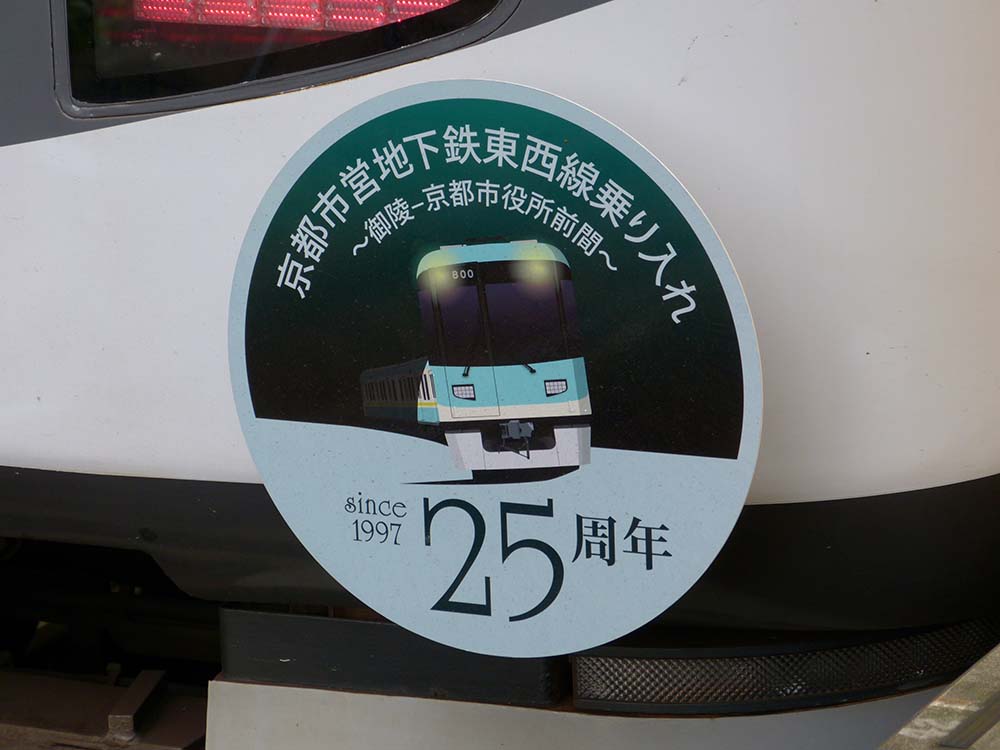 京都市営地下鉄東西線乗り入れ
～御陵–京都市役所前間～
800
since
1997
25周年